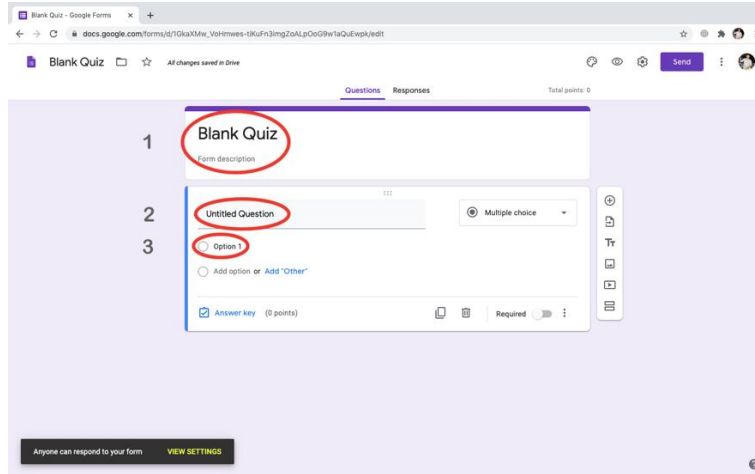 Blank Quiz - Google Forms
docs.google.com/forms/d/1GkaXMw_VoHmwes-tiKuFn3imgZoALpOoG9w1aQuEwpk/edit
Blank Quiz
All changes saved in Drive
Send
Questions Responses
Total points: 0
1
Blank Quiz
Form description
2
Untitled Question
Multiple choice
3
Option 1
Add option or Add "Other"
Answer key (0 points)
Required
Anyone can respond to your form VIEW SETTINGS